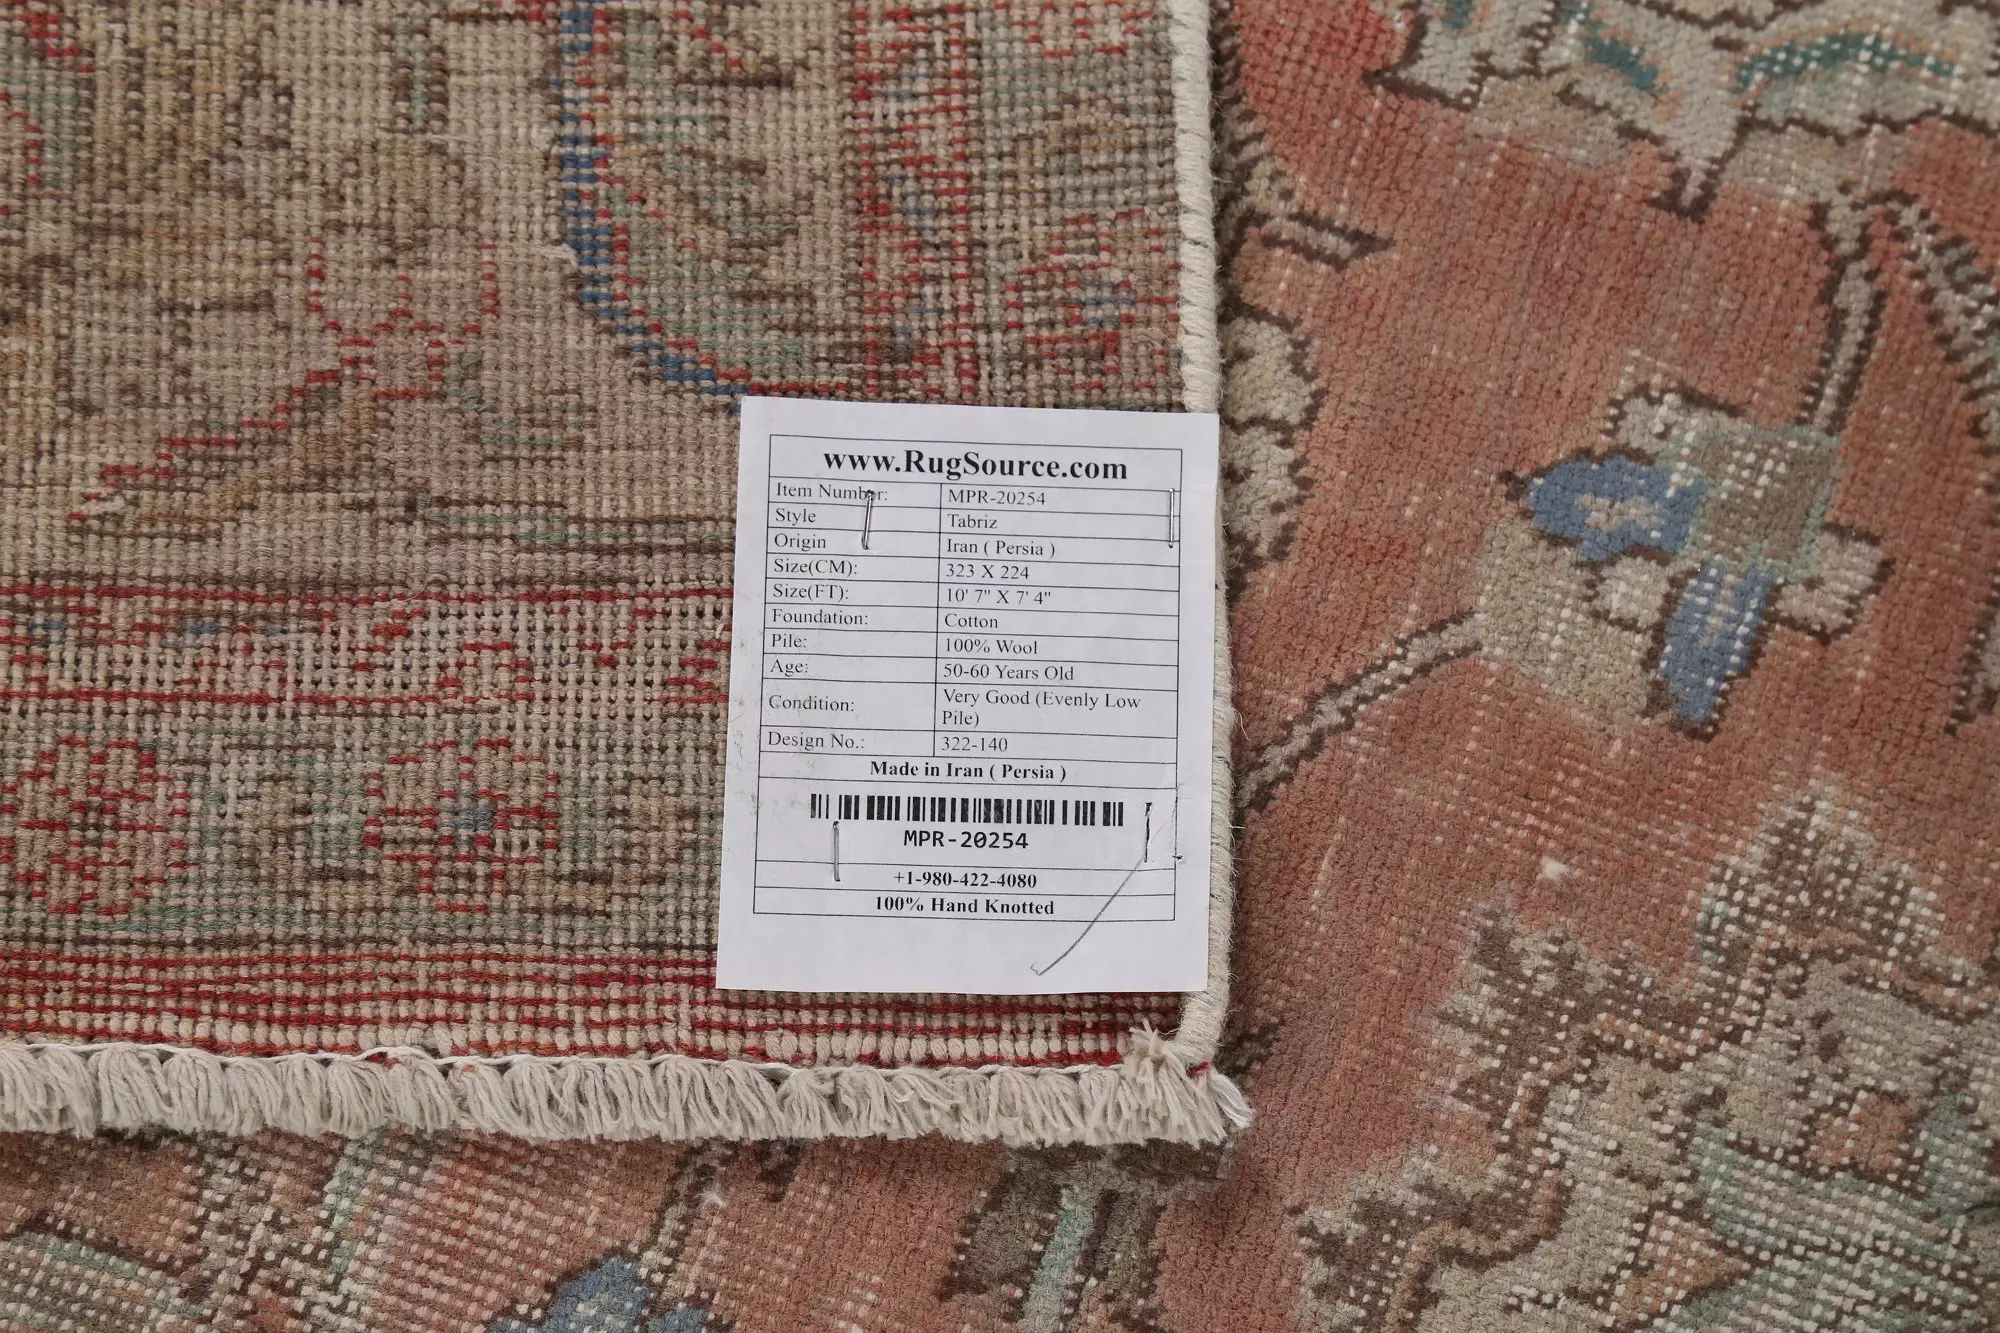 www.RugSource.com
Item Number: MPR-20254
Style Tabriz
Origin Iran ( Persia )
Size(CM): 323 X 224
Size(FT): 10' 7" X 7' 4"
Foundation: Cotton
Pile: 100% Wool
Age: 50-60 Years Old
Condition: Very Good (Evenly Low
Pile)
Design No.: 322-140
Made in Iran ( Persia )
MPR-20254
+1-980-422-4080
100% Hand Knotted